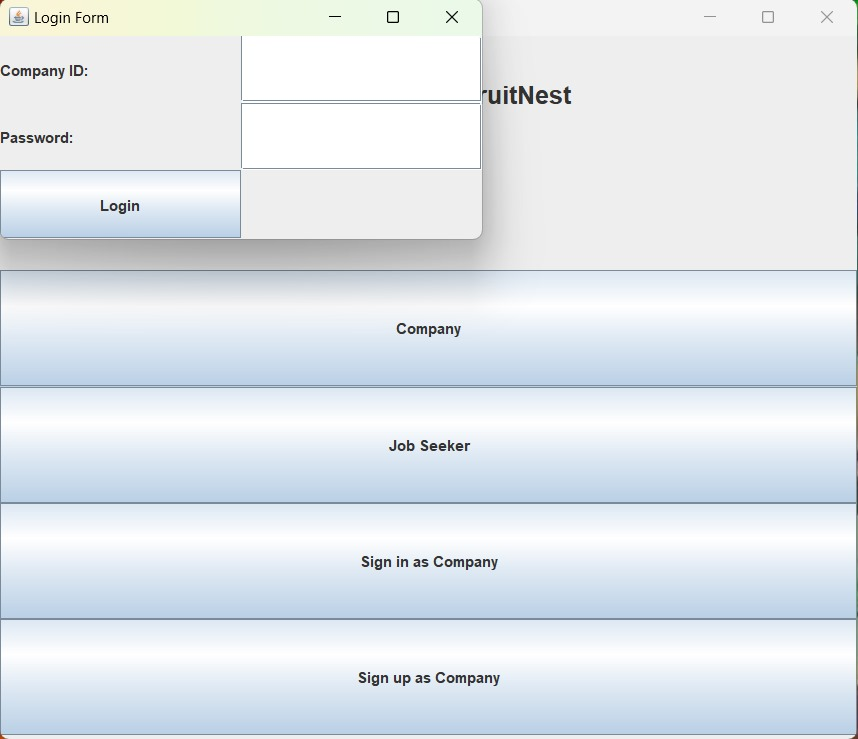 Login Form
Company ID:
Password:
Login
ruitNest
Company
Job Seeker
Sign in as Company
Sign up as Company